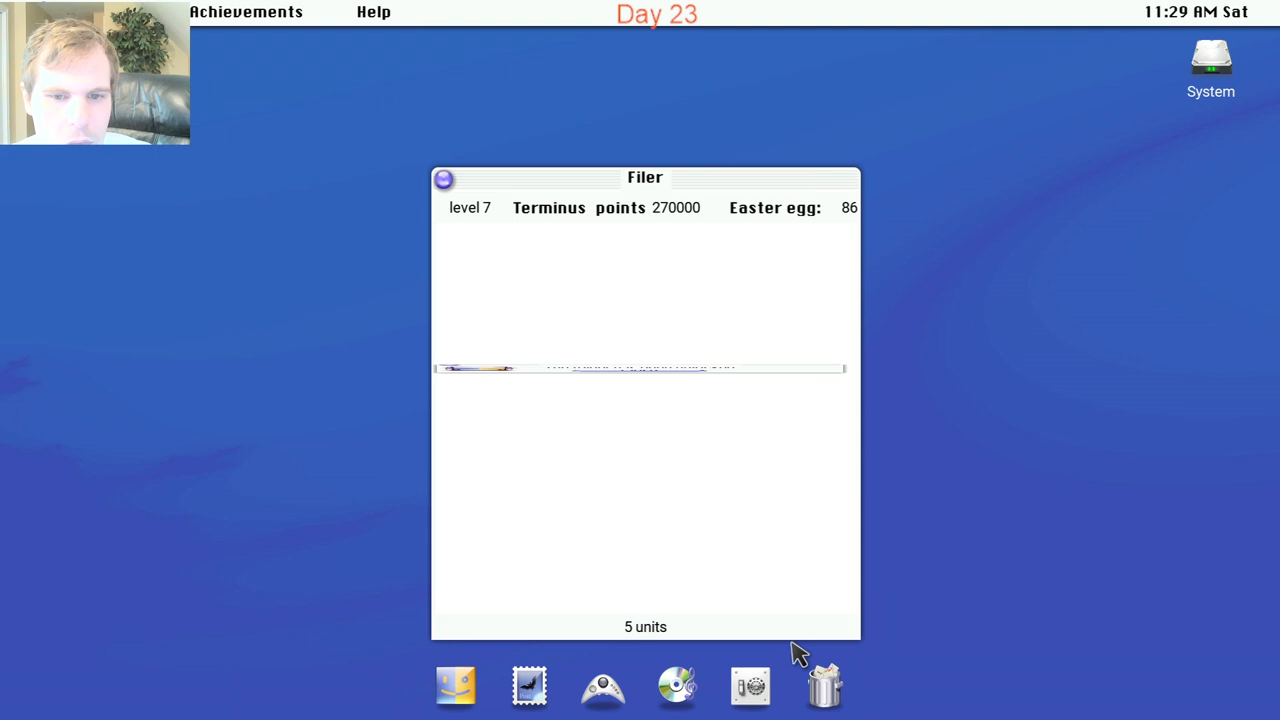 Achievements Help Day 23 11:29 AM Sat
System
Filer
level 7 Terminus points 270000 Easter egg: 86
5 units